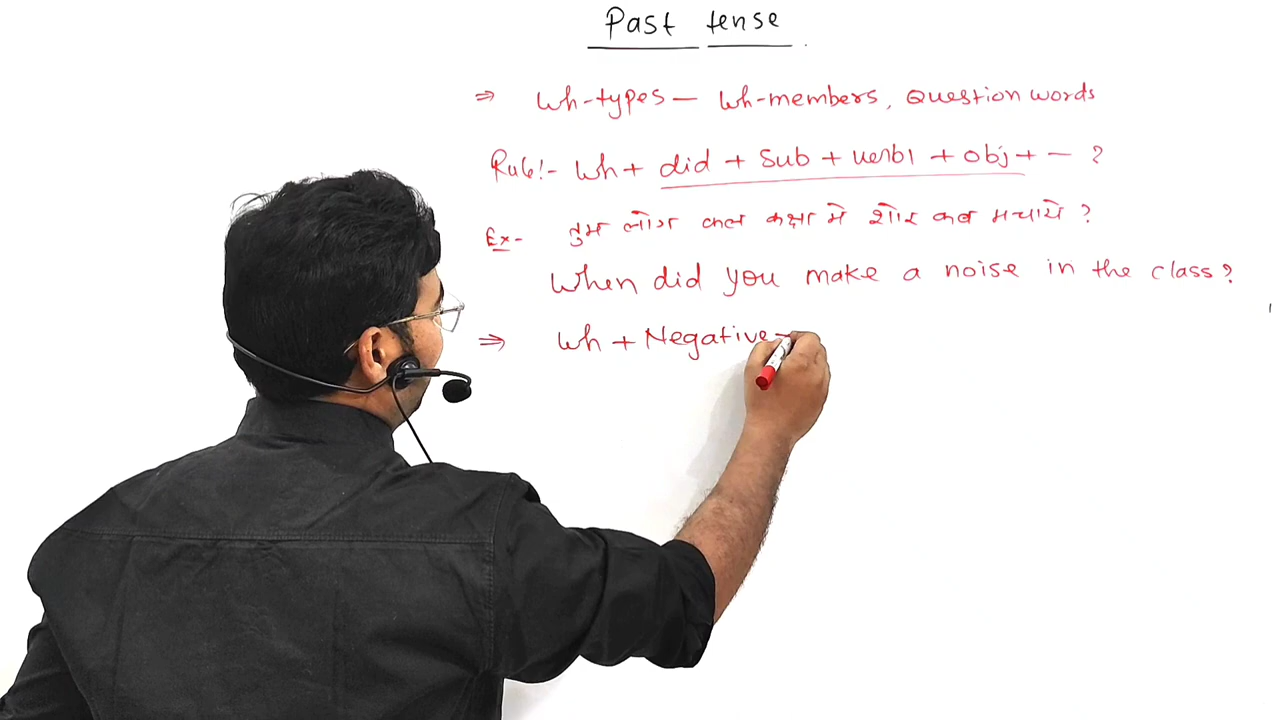 Past tense
⇒ Wh-types — Wh-members, Question words
Rule!- Wh + did + Sub + verb1 + obj + — ?
Ex- तुम लोग कल कक्षा मे शोर कब मचाये ?
When did you make a noise in the class?
⇒ Wh + Negative -